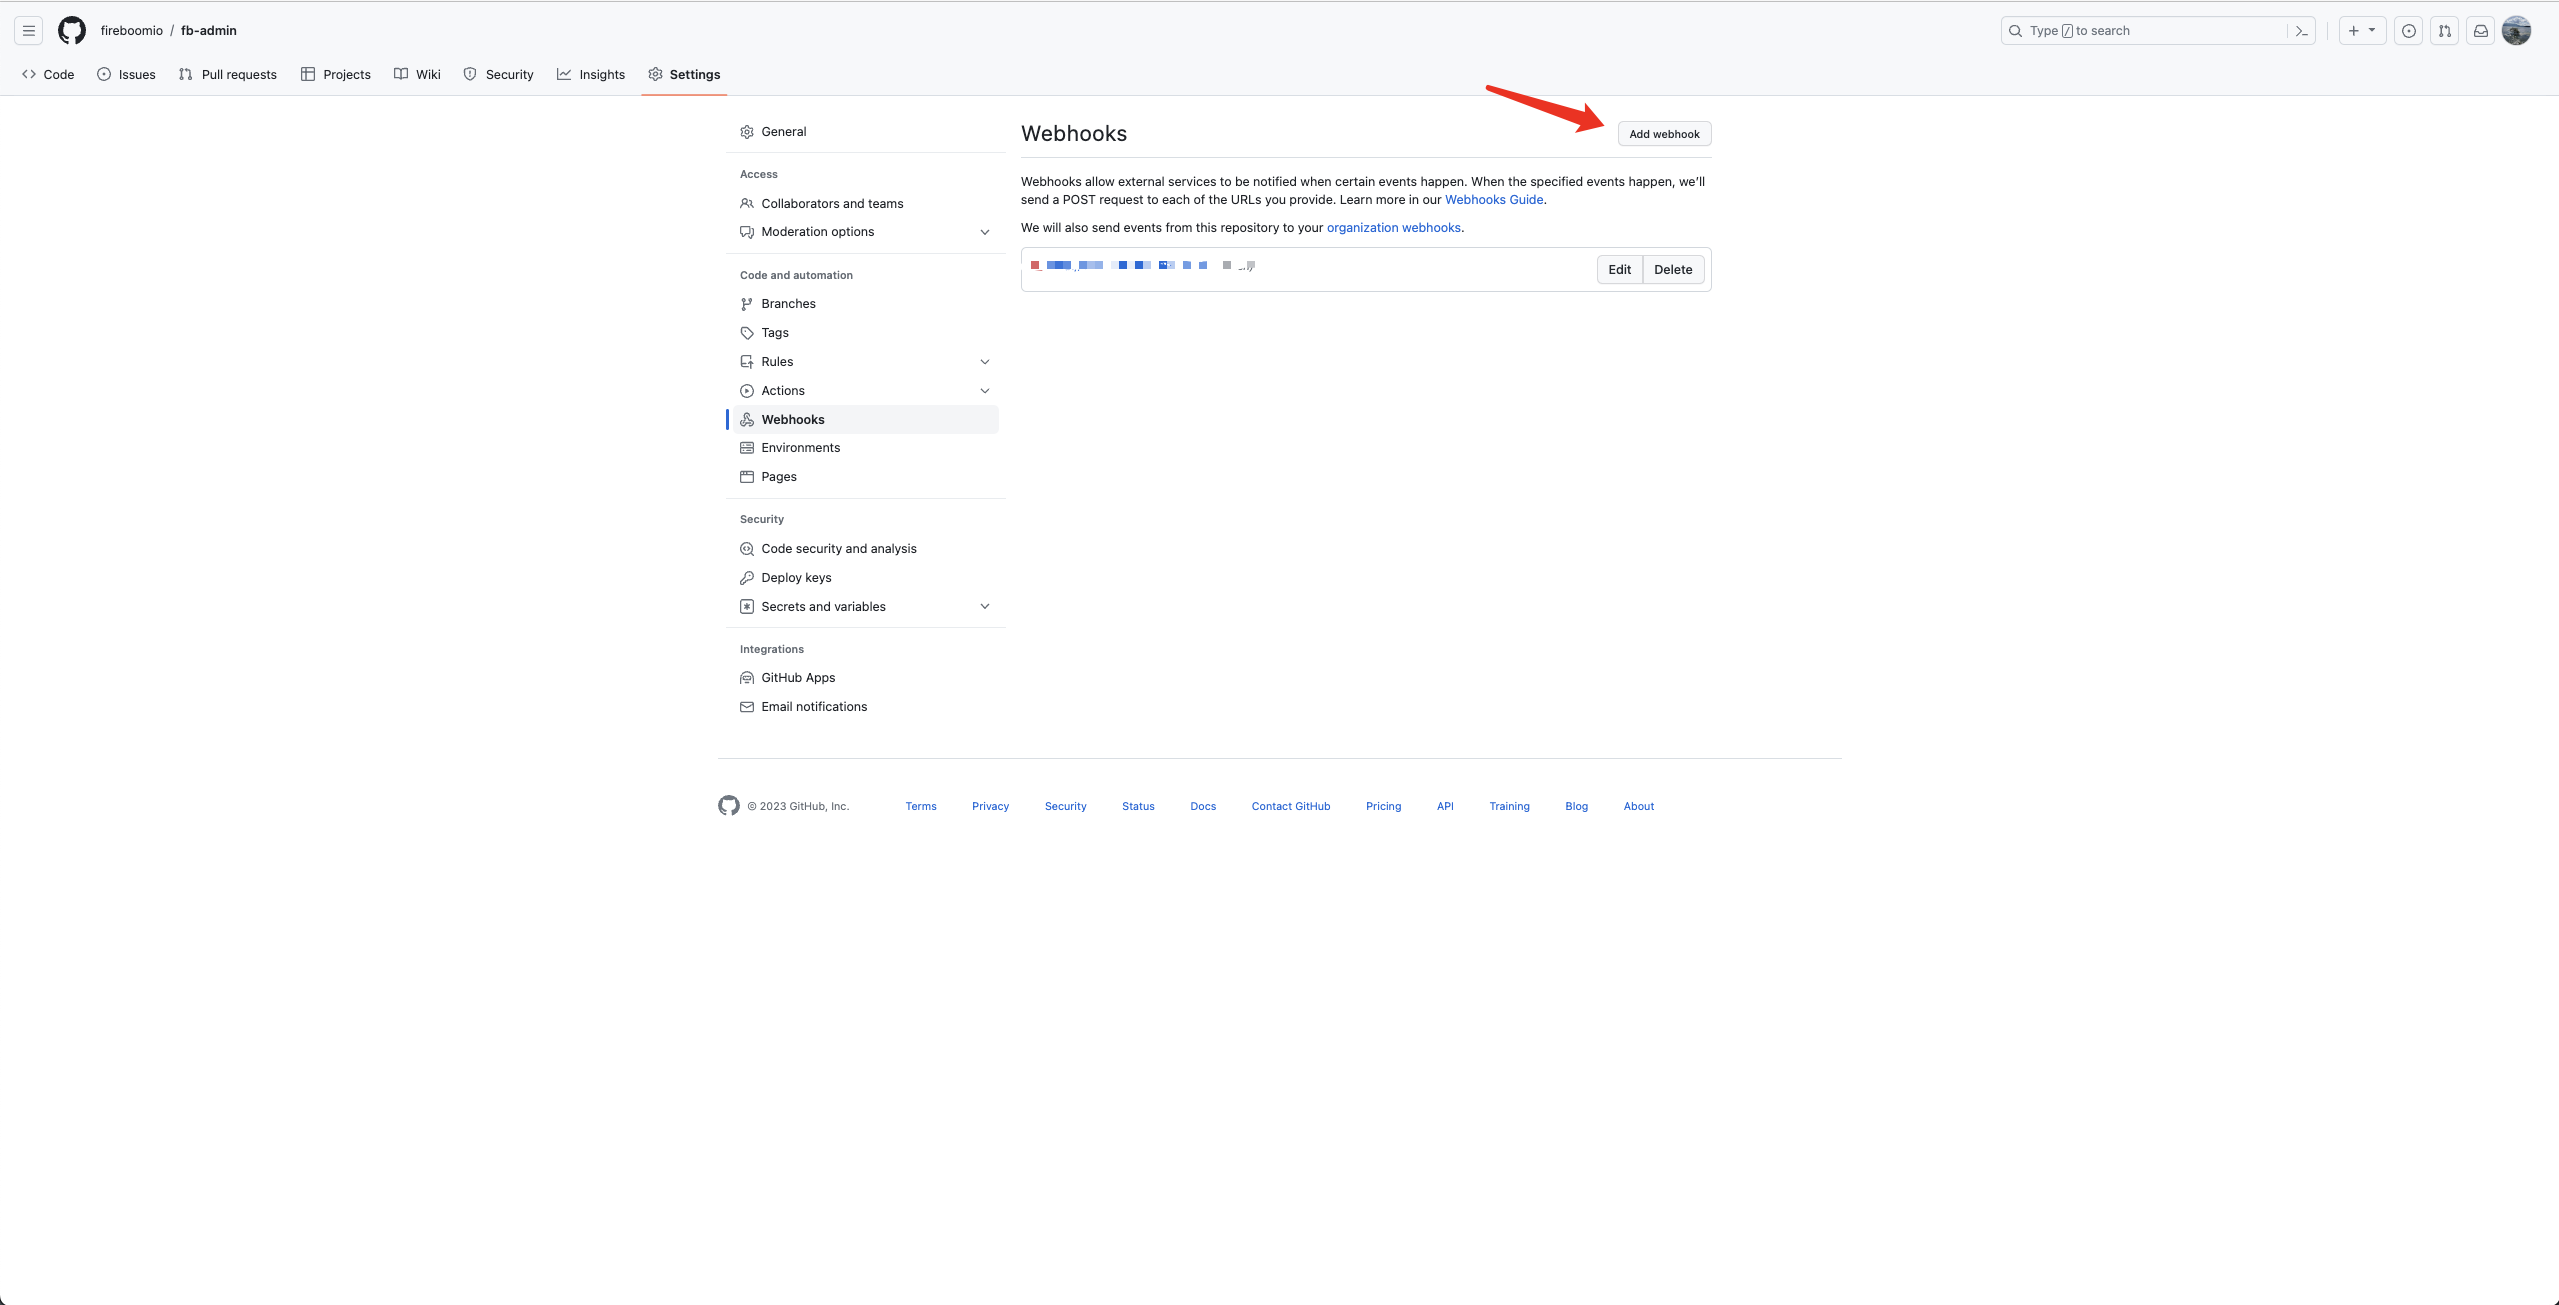 fireboomio / fb-admin
Type / to search
Code Issues Pull requests Projects Wiki Security Insights Settings
General
Access
Collaborators and teams
Moderation options
Code and automation
Branches
Tags
Rules
Actions
Webhooks
Environments
Pages
Security
Code security and analysis
Deploy keys
Secrets and variables
Integrations
GitHub Apps
Email notifications
Webhooks
Add webhook
Webhooks allow external services to be notified when certain events happen. When the specified events happen, we’ll
send a POST request to each of the URLs you provide. Learn more in our Webhooks Guide.
We will also send events from this repository to your organization webhooks.
Edit Delete
© 2023 GitHub, Inc. Terms Privacy Security Status Docs Contact GitHub Pricing API Training Blog About